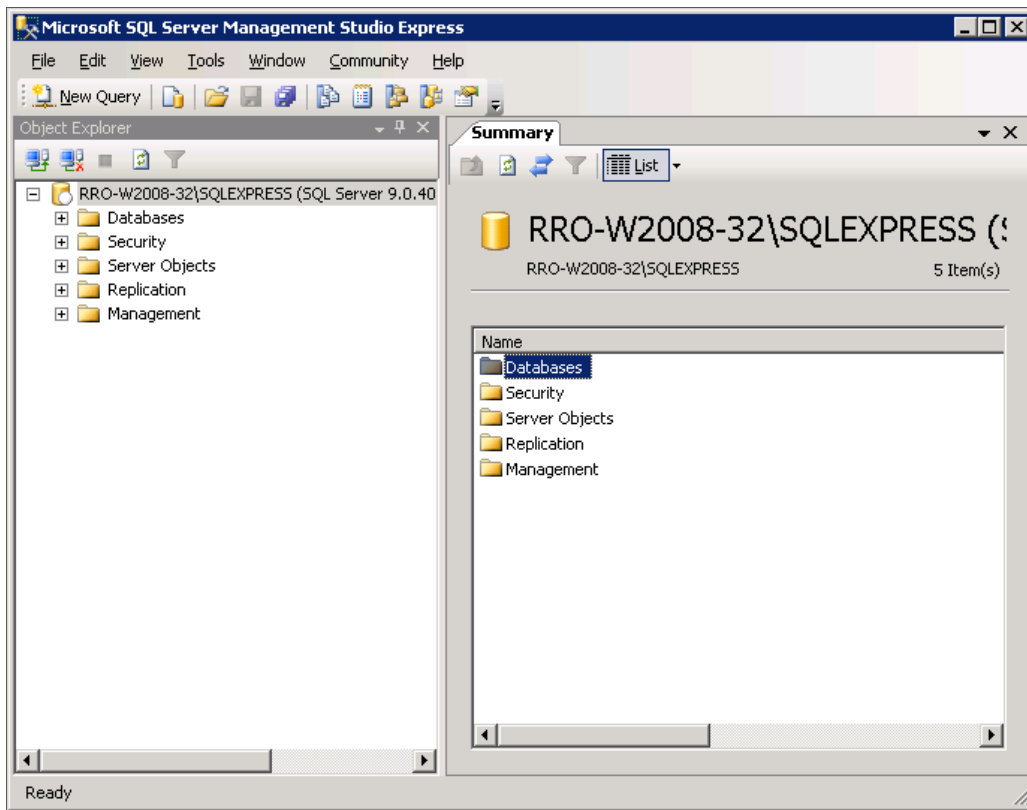 Microsoft SQL Server Management Studio Express
File Edit View Tools Window Community Help
New Query
Object Explorer
RRO-W2008-32\SQLEXPRESS (SQL Server 9.0.40
Databases
Security
Server Objects
Replication
Management
Summary
List
RRO-W2008-32\SQLEXPRESS (
RRO-W2008-32\SQLEXPRESS 5 Item(s)
Name
Databases
Security
Server Objects
Replication
Management
Ready